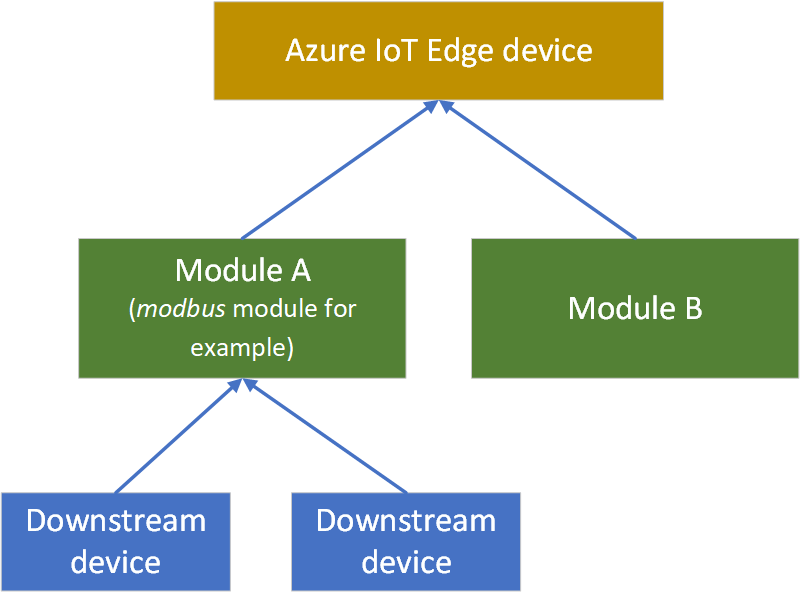 Azure IoT Edge device
Module A
(modbus module for
example)
Module B
Downstream
device
Downstream
device